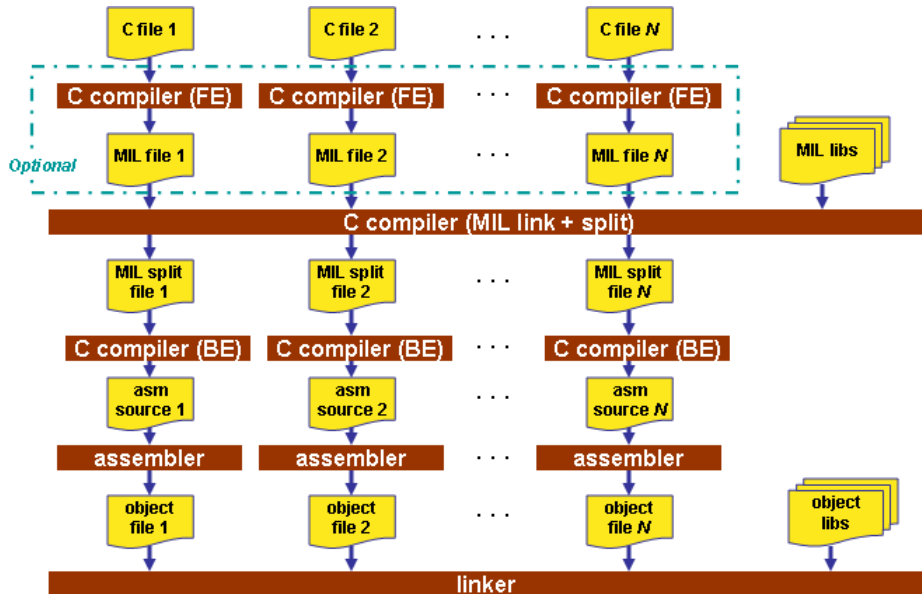 C file 1
C file 2
. . .
C file N
C compiler (FE)
C compiler (FE)
. . .
C compiler (FE)
Optional
MIL file 1
MIL file 2
. . .
MIL file N
MIL libs
C compiler (MIL link + split)
MIL split
file 1
MIL split
file 2
. . .
MIL split
file N
C compiler (BE)
C compiler (BE)
. . .
C compiler (BE)
asm
source 1
asm
source 2
. . .
asm
source N
assembler
assembler
. . .
assembler
object
file 1
object
file 2
. . .
object
file N
object
libs
linker